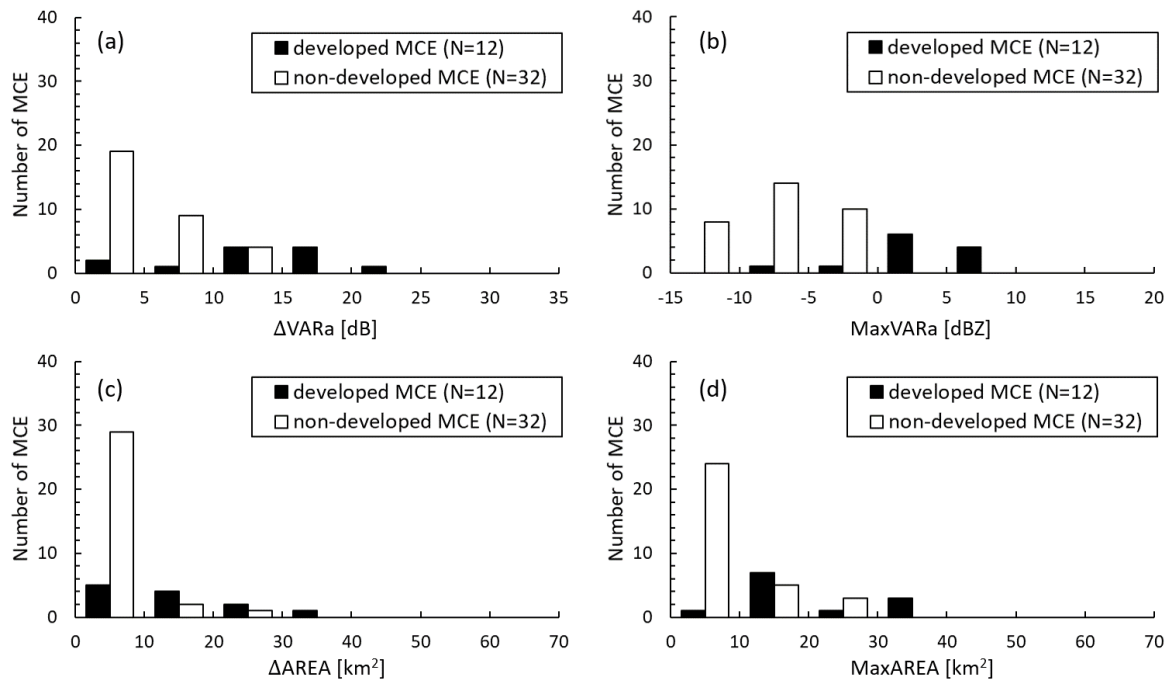 40
30
20
10
0
Number of MCE
(a)
developed MCE (N=12)
non-developed MCE (N=32)
0 5 10 15 20 25 30 35
ΔVARa [dB]
40
30
20
10
0
Number of MCE
(b)
developed MCE (N=12)
non-developed MCE (N=32)
-15 -10 -5 0 5 10 15 20
MaxVARa [dBZ]
40
30
20
10
0
Number of MCE
(c)
developed MCE (N=12)
non-developed MCE (N=32)
0 10 20 30 40 50 60 70
ΔAREA [km²]
40
30
20
10
0
Number of MCE
(d)
developed MCE (N=12)
non-developed MCE (N=32)
0 10 20 30 40 50 60 70
MaxAREA [km²]